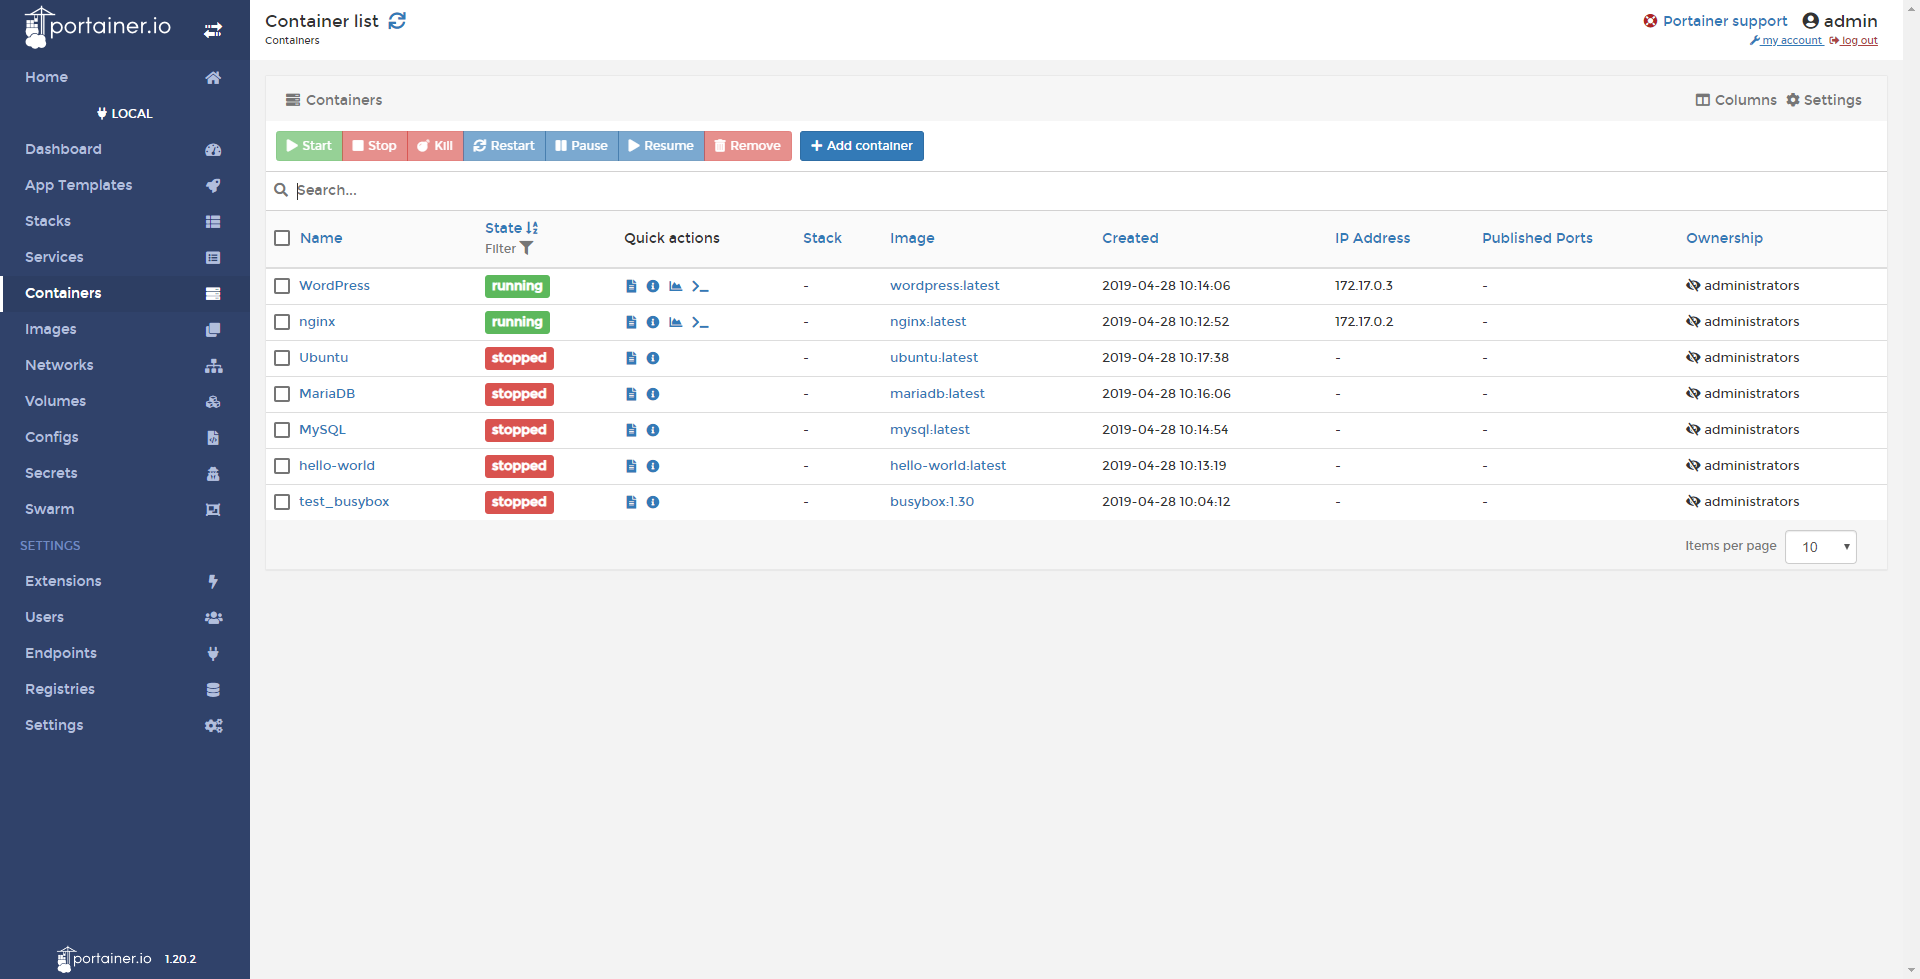 portainer.io
Home
LOCAL
Dashboard
App Templates
Stacks
Services
Containers
Images
Networks
Volumes
Configs
Secrets
Swarm
SETTINGS
Extensions
Users
Endpoints
Registries
Settings
portainer.io 1.20.2
Container list
Containers
Portainer support admin
my account log out
Containers
Columns Settings
Start Stop Kill Restart Pause Resume Remove Add container
Search...
Name State Quick actions Stack Image Created IP Address Published Ports Ownership
Filter
WordPress running - wordpress:latest 2019-04-28 10:14:06 172.17.0.3 - administrators
nginx running - nginx:latest 2019-04-28 10:12:52 172.17.0.2 - administrators
Ubuntu stopped - ubuntu:latest 2019-04-28 10:17:38 - - administrators
MariaDB stopped - mariadb:latest 2019-04-28 10:16:06 - - administrators
MySQL stopped - mysql:latest 2019-04-28 10:14:54 - - administrators
hello-world stopped - hello-world:latest 2019-04-28 10:13:19 - - administrators
test_busybox stopped - busybox:1.30 2019-04-28 10:04:12 - - administrators
Items per page 10